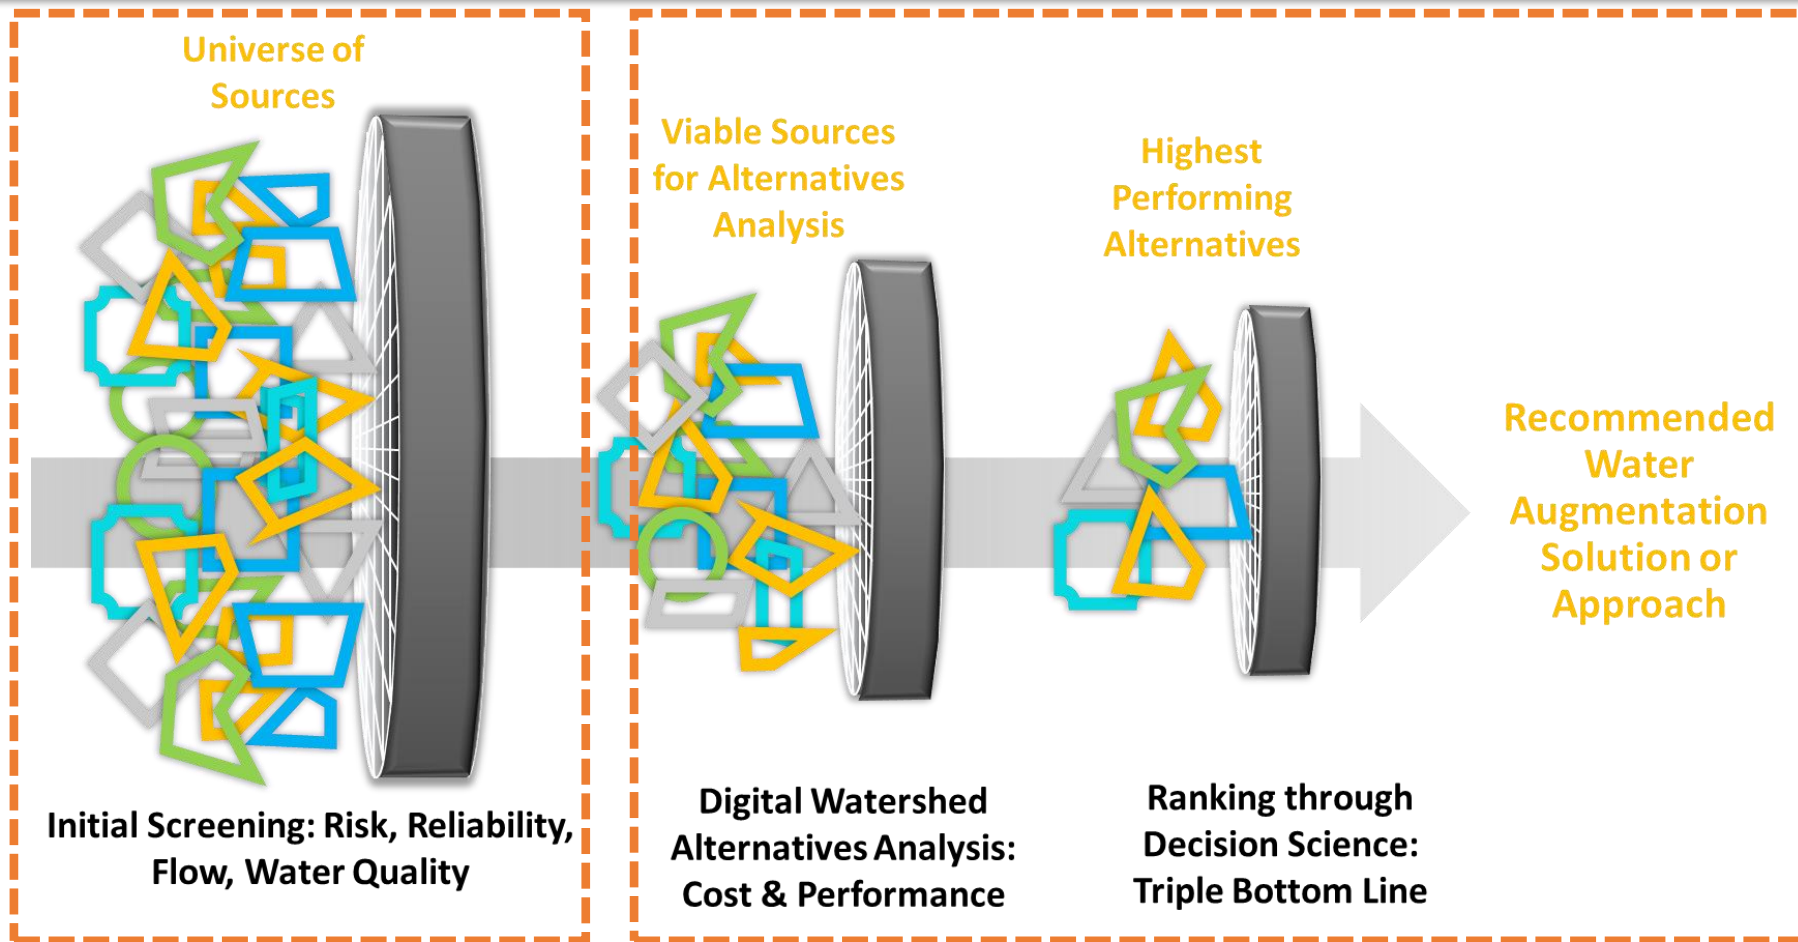 Universe of
Sources
Initial Screening: Risk, Reliability,
Flow, Water Quality
Viable Sources
for Alternatives
Analysis
Digital Watershed
Alternatives Analysis:
Cost & Performance
Highest
Performing
Alternatives
Ranking through
Decision Science:
Triple Bottom Line
Recommended
Water
Augmentation
Solution or
Approach